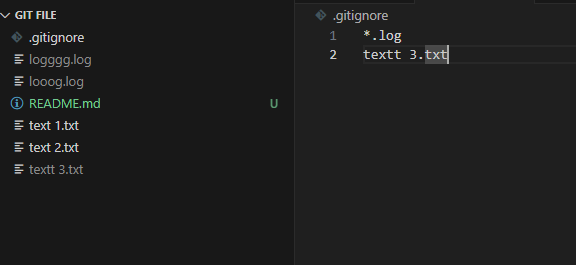 GIT FILE
.gitignore
logggg.log
looog.log
README.md U
text 1.txt
text 2.txt
textt 3.txt
.gitignore
1 *.log
2 textt 3.txt